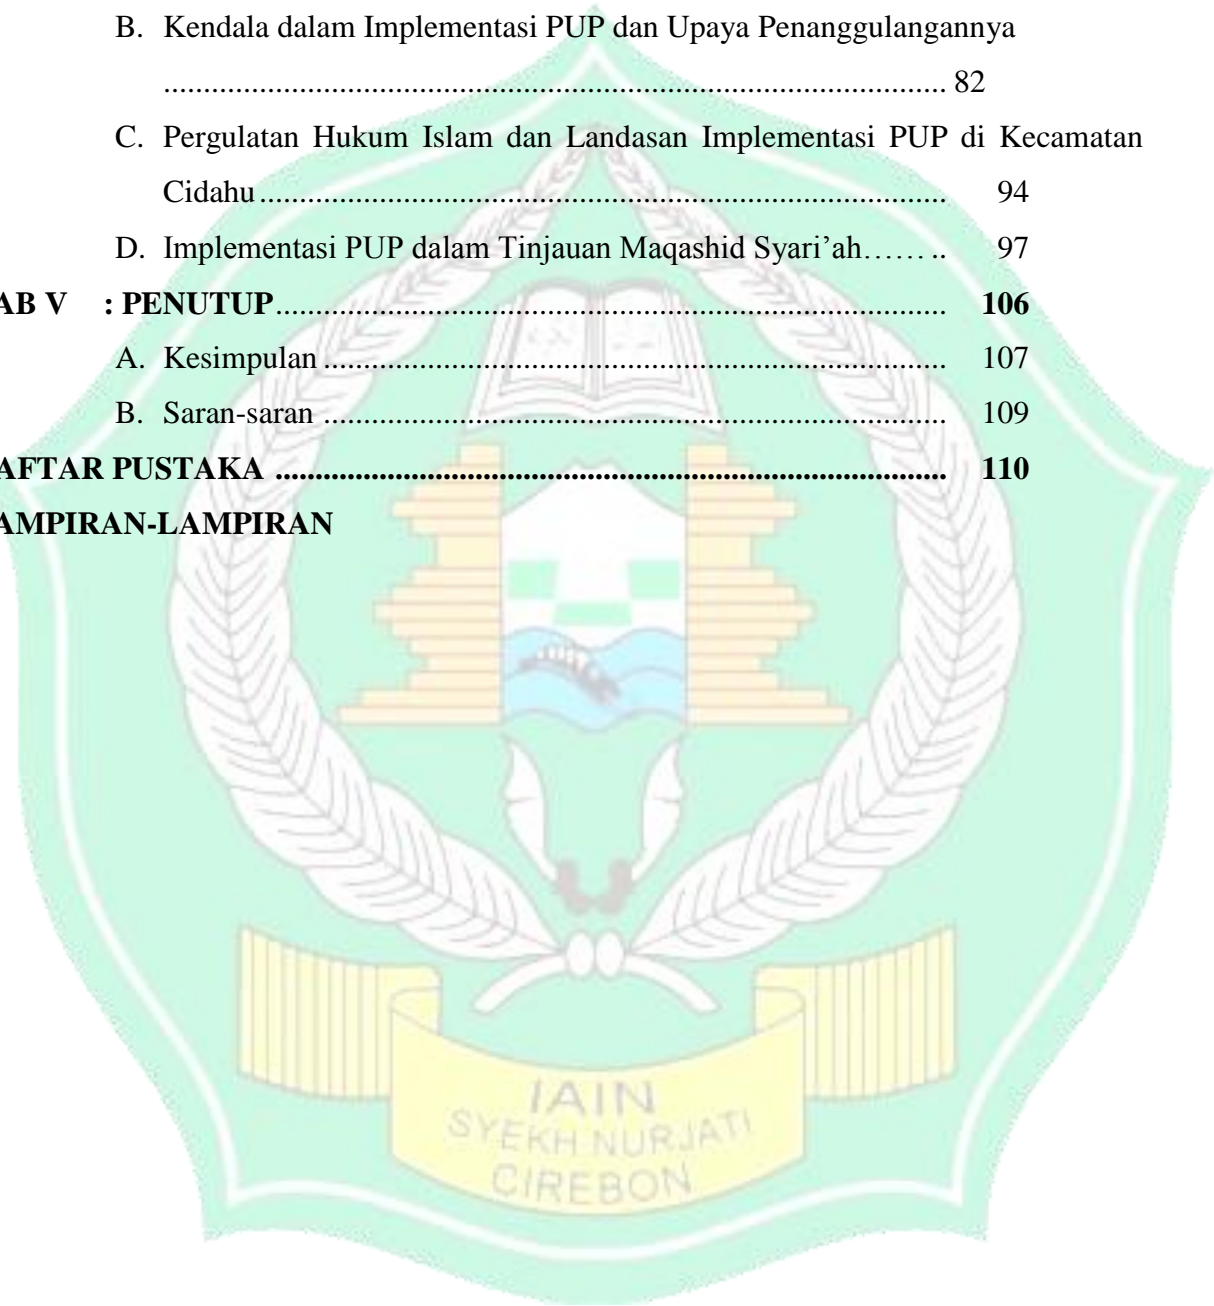 B. Kendala dalam Implementasi PUP dan Upaya Penanggulangannya
.................................................................................................. 82
C. Pergulatan Hukum Islam dan Landasan Implementasi PUP di Kecamatan
Cidahu...................................................................................... 94
D. Implementasi PUP dalam Tinjauan Maqashid Syari’ah…… .. 97
AB V : PENUTUP.................................................................................... 106
A. Kesimpulan .............................................................................. 107
B. Saran-saran .............................................................................. 109
AFTAR PUSTAKA .................................................................................... 110
AMPIRAN-LAMPIRAN
IAIN
SYEKH NURJATI
CIREBON